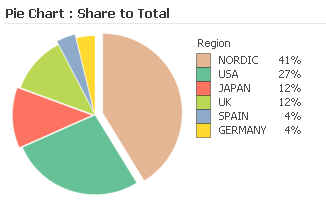 Pie Chart : Share to Total
Region
NORDIC 41%
USA 27%
JAPAN 12%
UK 12%
SPAIN 4%
GERMANY 4%